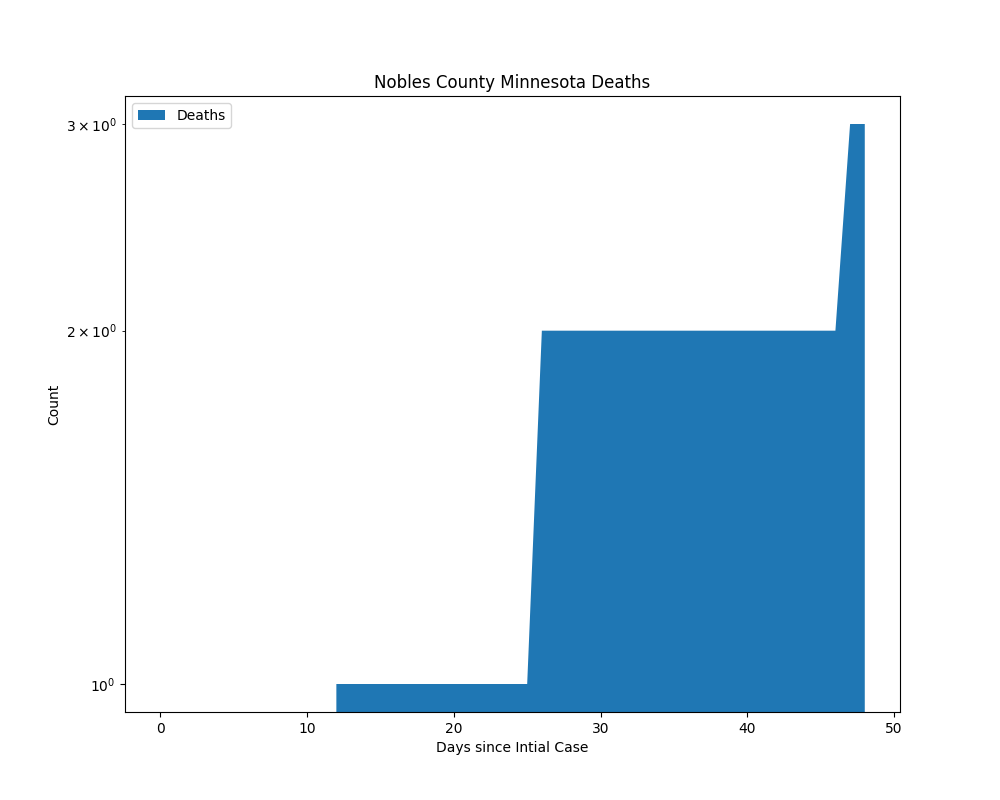 Nobles County Minnesota Deaths
Deaths
3 × 10⁰
2 × 10⁰
10⁰
Count
0 10 20 30 40 50
Days since Intial Case